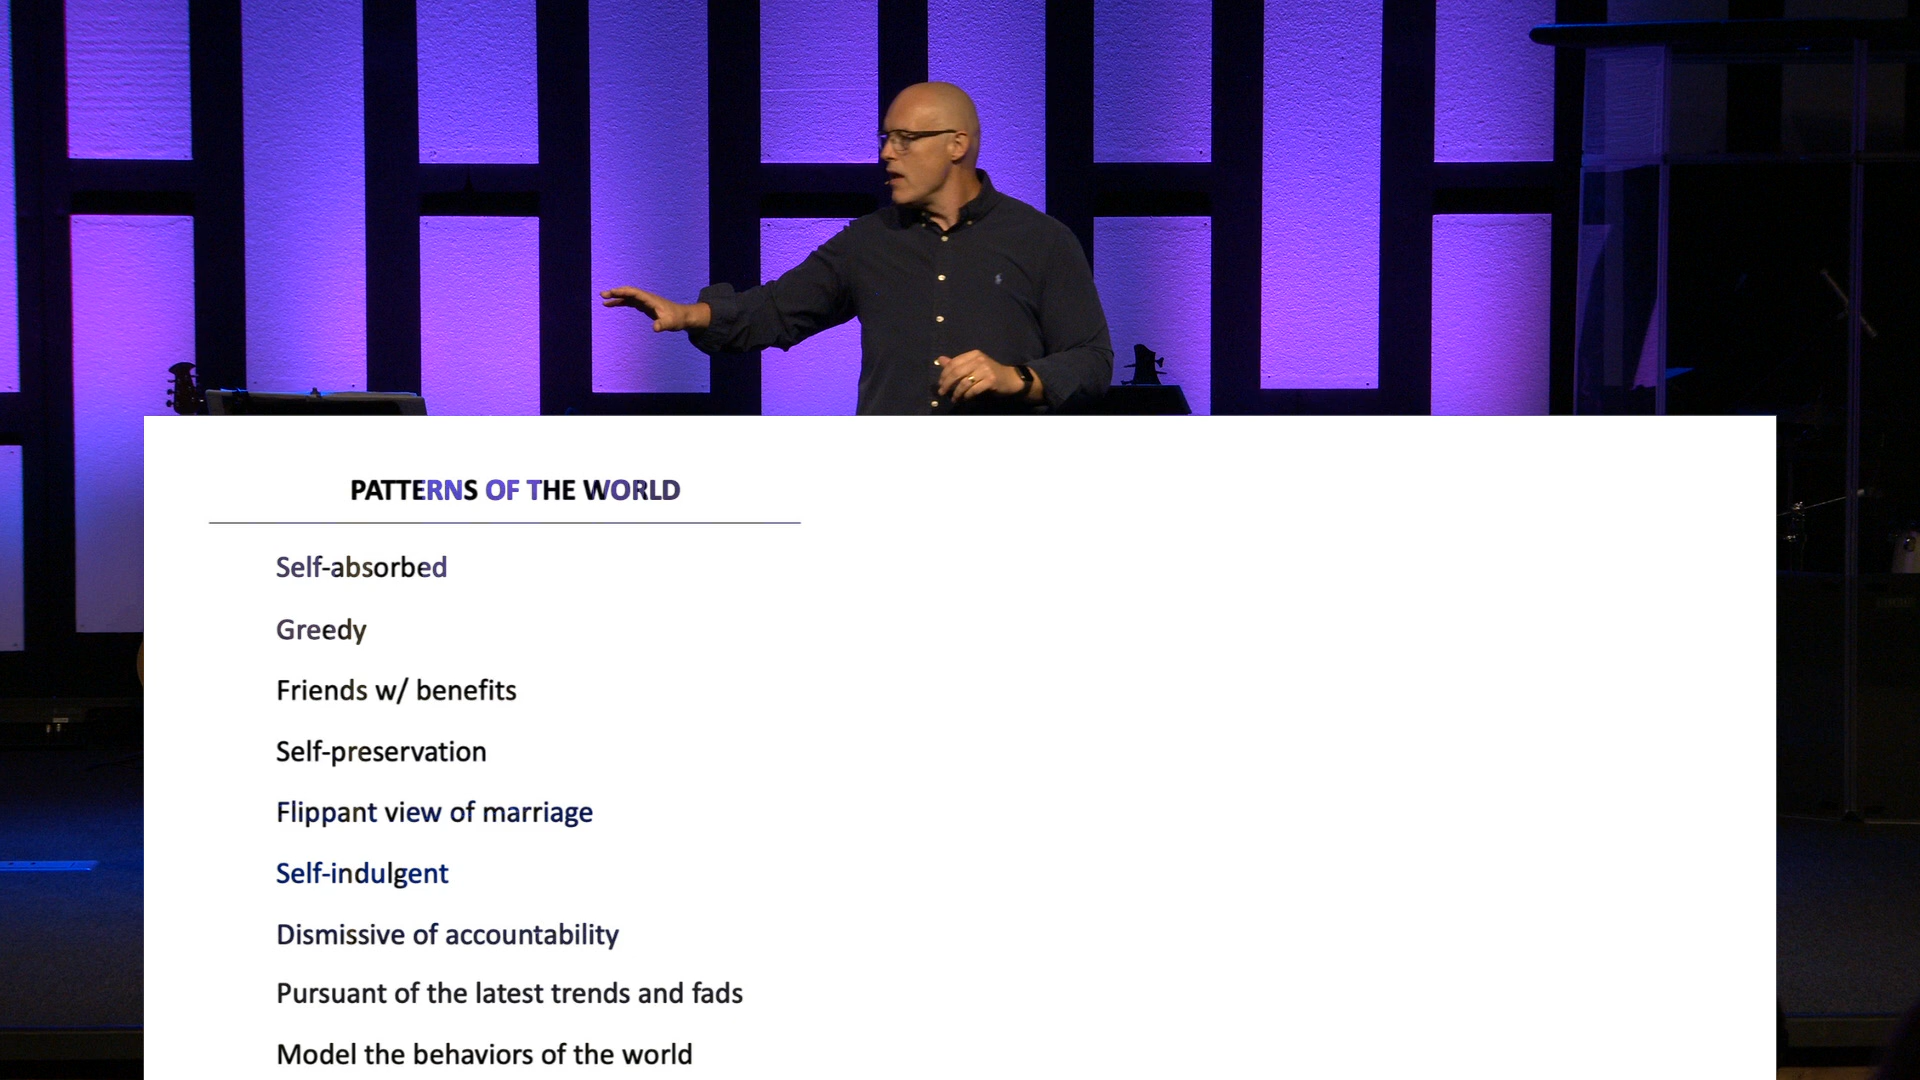 PATTERNS OF THE WORLD
Self-absorbed
Greedy
Friends w/ benefits
Self-preservation
Flippant view of marriage
Self-indulgent
Dismissive of accountability
Pursuant of the latest trends and fads
Model the behaviors of the world